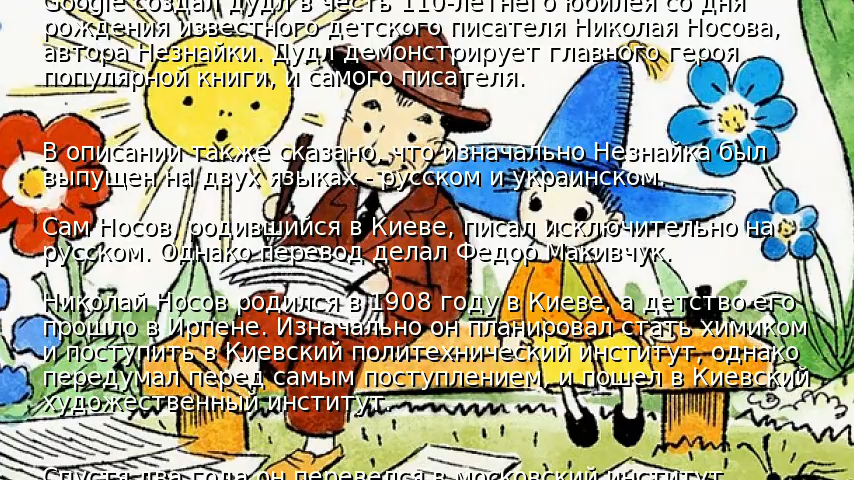 Google создал дудл в честь 110-летнего юбилея со дня
рождения известного детского писателя Николая Носова,
автора Незнайки. Дудл демонстрирует главного героя
популярной книги, и самого писателя.
В описании также сказано, что изначально Незнайка был
выпущен на двух языках - русском и украинском.
Сам Носов, родившийся в Киеве, писал исключительно на
русском. Однако перевод делал Федор Макивчук.
Николай Носов родился в 1908 году в Киеве, а детство его
прошло в Ирпене. Изначально он планировал стать химиком
и поступить в Киевский политехнический институт, однако
передумал перед самым поступлением, и пошел в Киевский
художественный институт.
Спустя два года он перевелся в московский институт